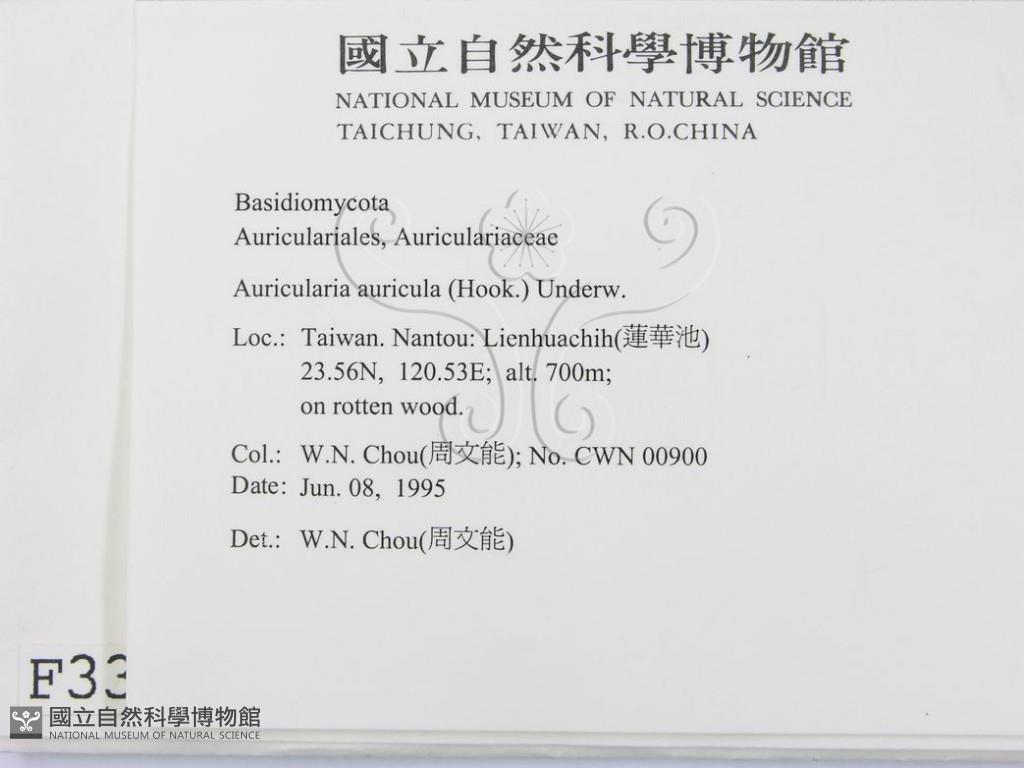 國立自然科學博物館
NATIONAL MUSEUM OF NATURAL SCIENCE
TAICHUNG, TAIWAN, R.O.CHINA
Basidiomycota
Auriculariales, Auriculariaceae
Auricularia auricula (Hook.) Underw.
Loc.: Taiwan. Nantou: Lienhuachih(蓮華池)
23.56N, 120.53E; alt. 700m;
on rotten wood.
Col.: W.N. Chou(周文能); No. CWN 00900
Date: Jun. 08, 1995
Det.: W.N. Chou(周文能)
F33
國立自然科學博物館
NATIONAL MUSEUM OF NATURAL SCIENCE